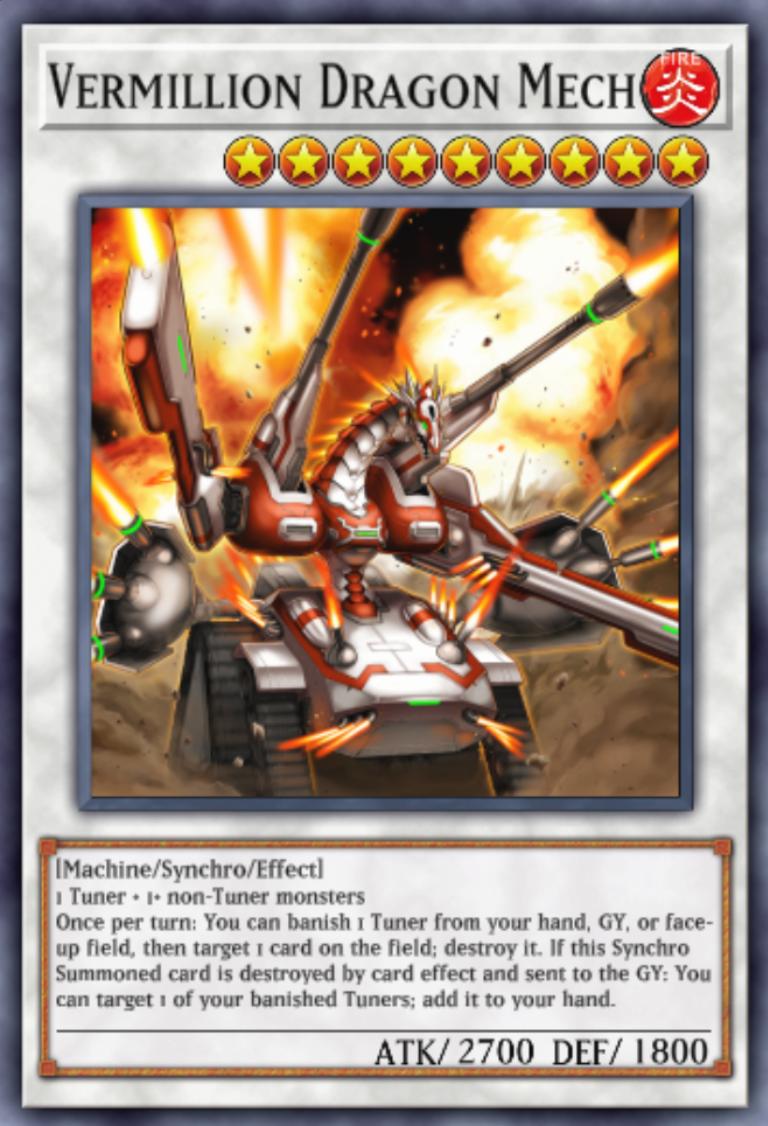 VERMILLION DRAGON MECH
FIRE
炎
[Machine/Synchro/Effect]
1 Tuner + 1+ non-Tuner monsters
Once per turn: You can banish 1 Tuner from your hand, GY, or face-
up field, then target 1 card on the field; destroy it. If this Synchro
Summoned card is destroyed by card effect and sent to the GY: You
can target 1 of your banished Tuners; add it to your hand.
ATK/ 2700 DEF/ 1800